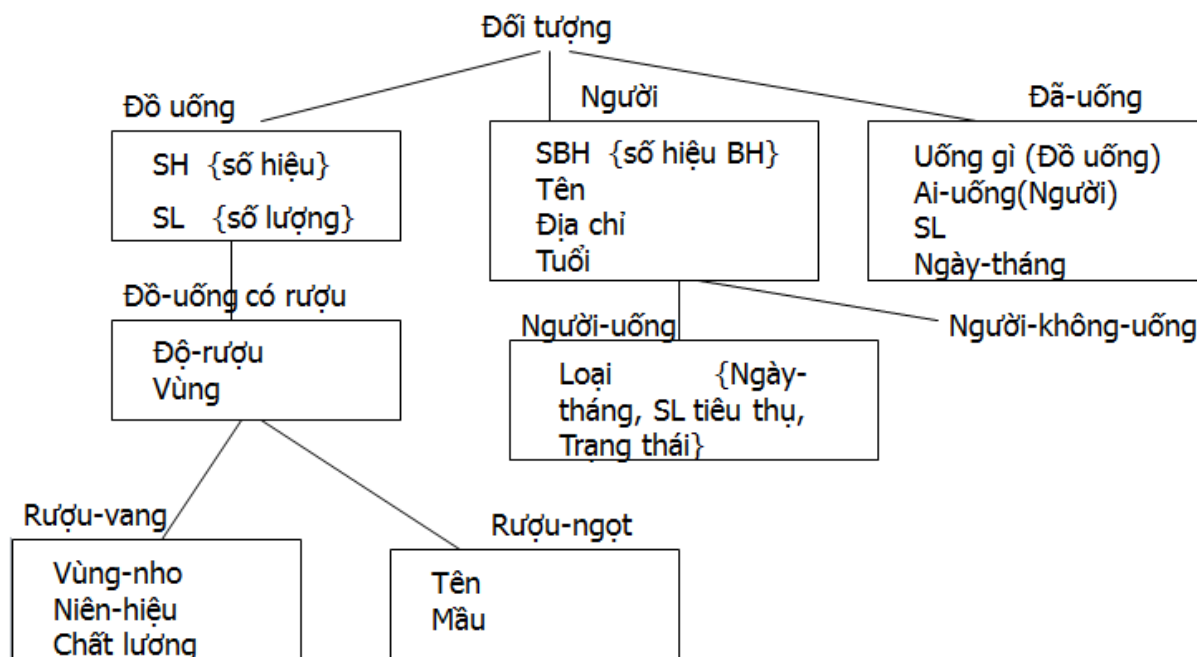 Đối tượng
Đồ uống
Người
Đã-uống
SH {số hiệu}
SL {số lượng}
SBH {số hiệu BH}
Tên
Địa chỉ
Tuổi
Uống gì (Đồ uống)
Ai-uống(Người)
SL
Ngày-tháng
Đồ-uống có rượu
Độ-rượu
Vùng
Người-uống
Loại {Ngày-
tháng, SL tiêu thụ,
Trạng thái}
Người-không-uống
Rượu-vang
Vùng-nho
Niên-hiệu
Chất lương
Rượu-ngọt
Tên
Mầu